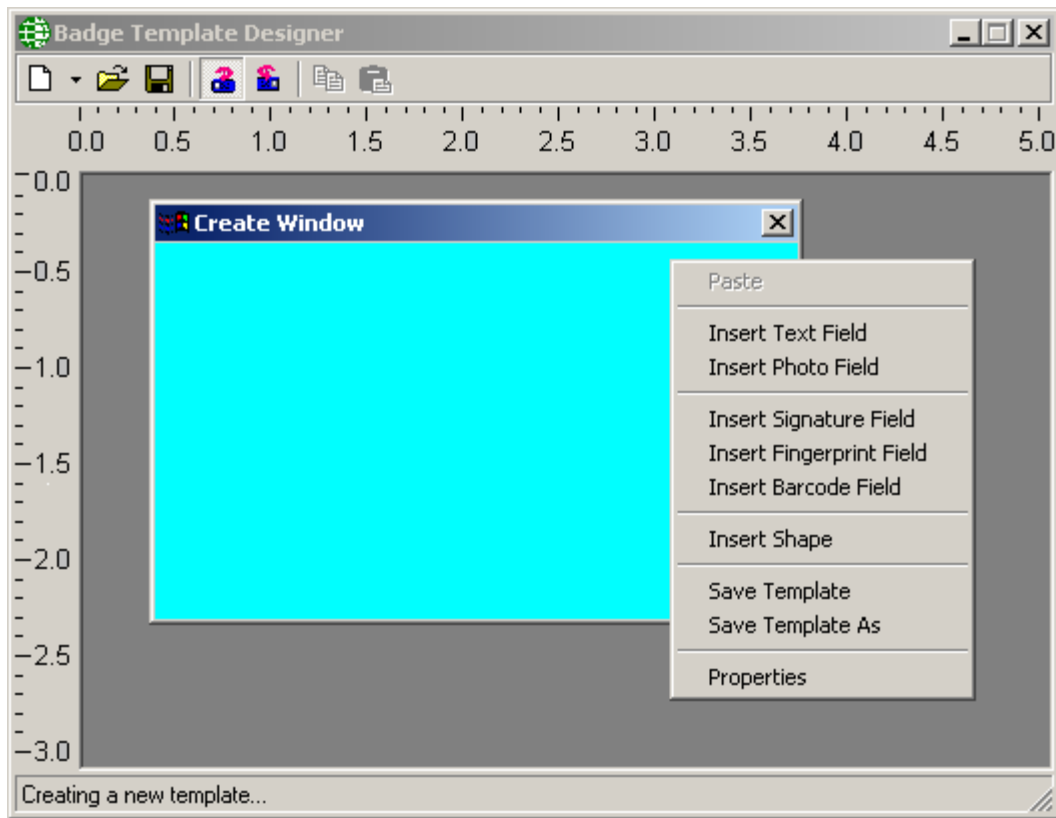 Badge Template Designer
0.0 0.5 1.0 1.5 2.0 2.5 3.0 3.5 4.0 4.5 5.0
0.0
Create Window
0.5
Paste
Insert Text Field
1.0
Insert Photo Field
Insert Signature Field
1.5
Insert Fingerprint Field
Insert Barcode Field
Insert Shape
2.0
Save Template
Save Template As
2.5
Properties
3.0
Creating a new template...